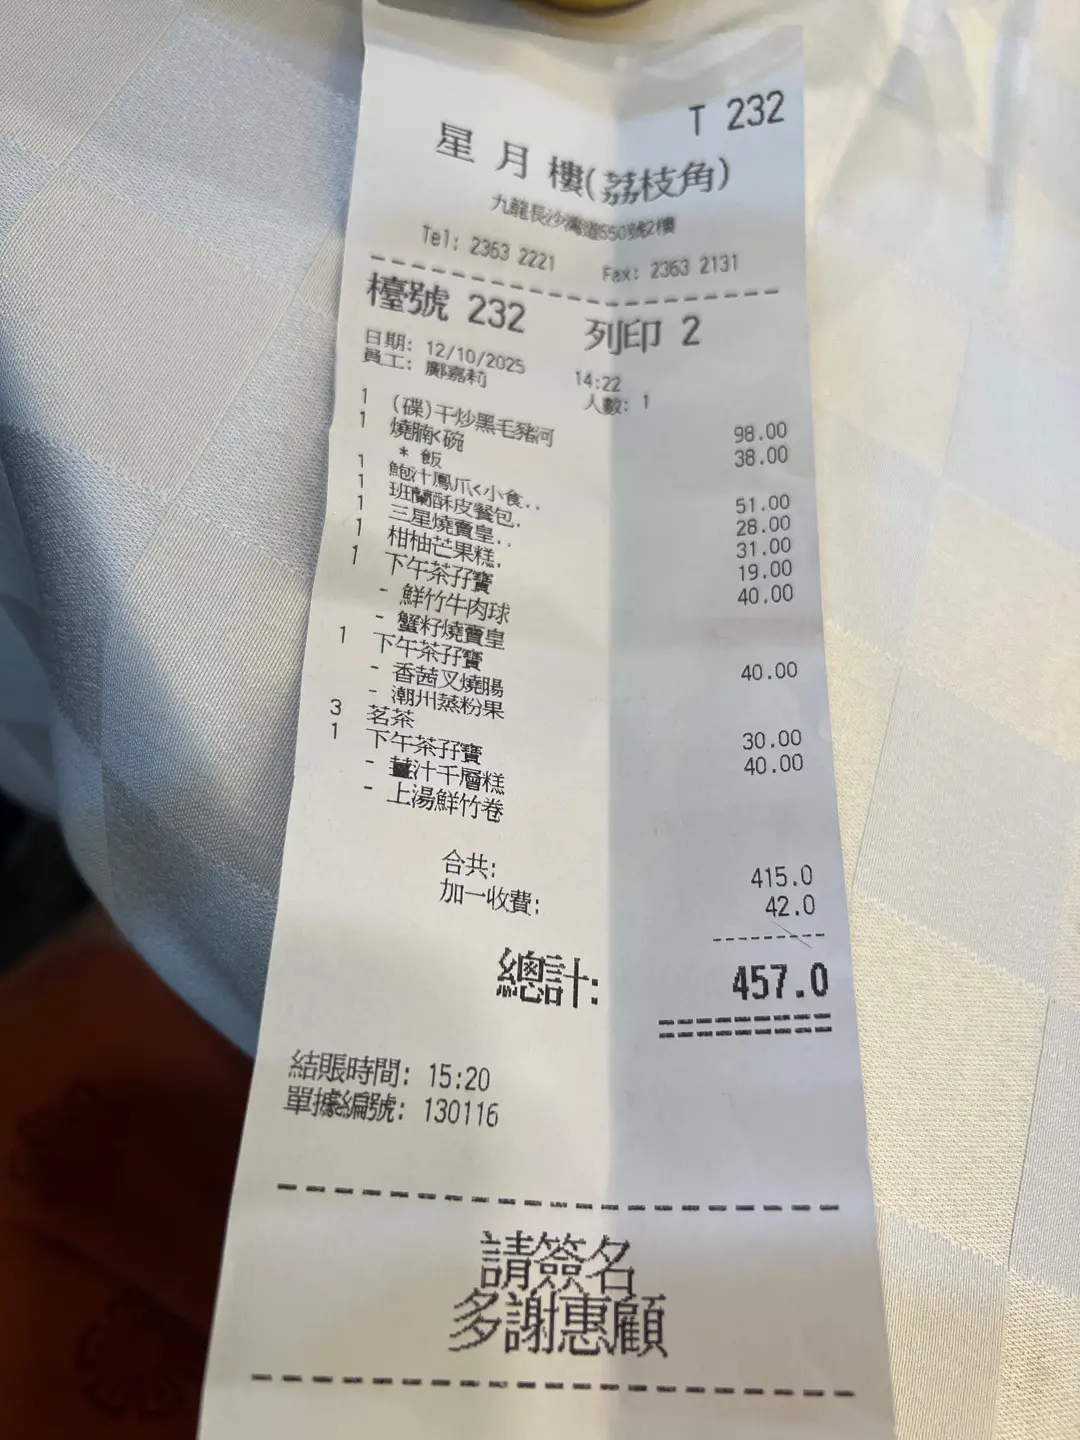 T 232
星月樓(荔枝角)
九龍長沙灣道550號2樓
Tel: 2363 2221 Fax: 2363 2131
檯號 232 列印 2
日期: 12/10/2025 14:22
員工: 鄺嘉莉 人數: 1
1 (碟)干炒黑毛豬河 98.00
1 燒腩<碗 38.00
* 飯
1 鮑汁鳳爪<小食.. 51.00
1 班蘭酥皮餐包. 28.00
1 三星燒賣皇.. 31.00
1 柑柚芒果糕. 19.00
1 下午茶孖寶 40.00
- 鮮竹牛肉球
- 蟹籽燒賣皇
1 下午茶孖寶 40.00
- 香茜叉燒腸
- 潮州蒸粉果
3 茗茶 30.00
1 下午茶孖寶 40.00
- 薑汁千層糕
- 上湯鮮竹卷
合共: 415.0
加一收費: 42.0
總計: 457.0
結賬時間: 15:20
單據編號: 130116
請簽名
多謝惠顧